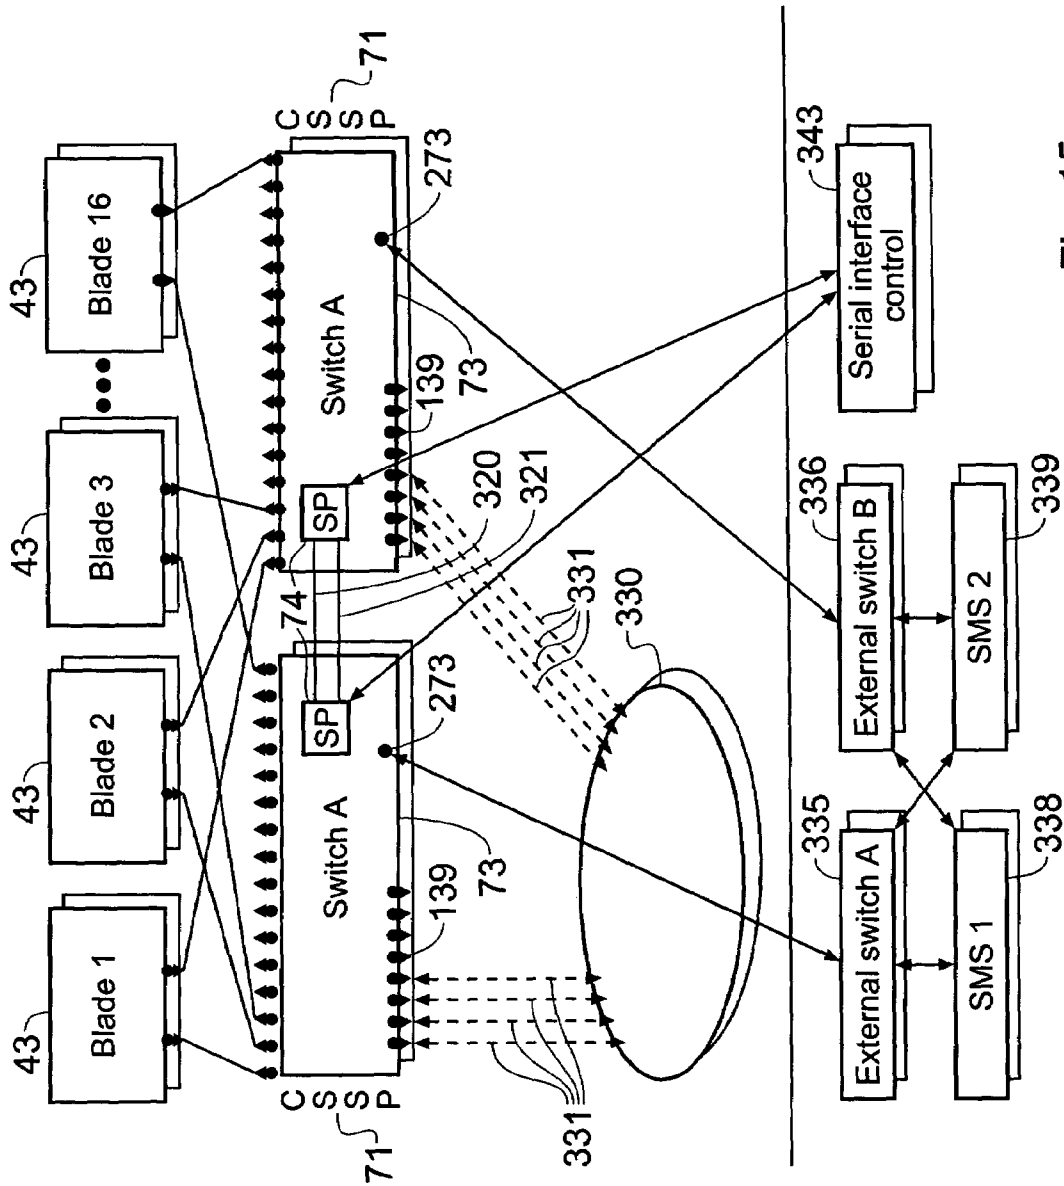 43
43
43
43
Blade 1
Blade 2
Blade 3
Blade 16
CSSP
71
Switch A
SP
74
SP
Switch A
CSSP
71
273
73
139
320
321
273
73
139
331
331
330
335
External switch A
336
External switch B
343
Serial interface
control
SMS 1
338
SMS 2
339